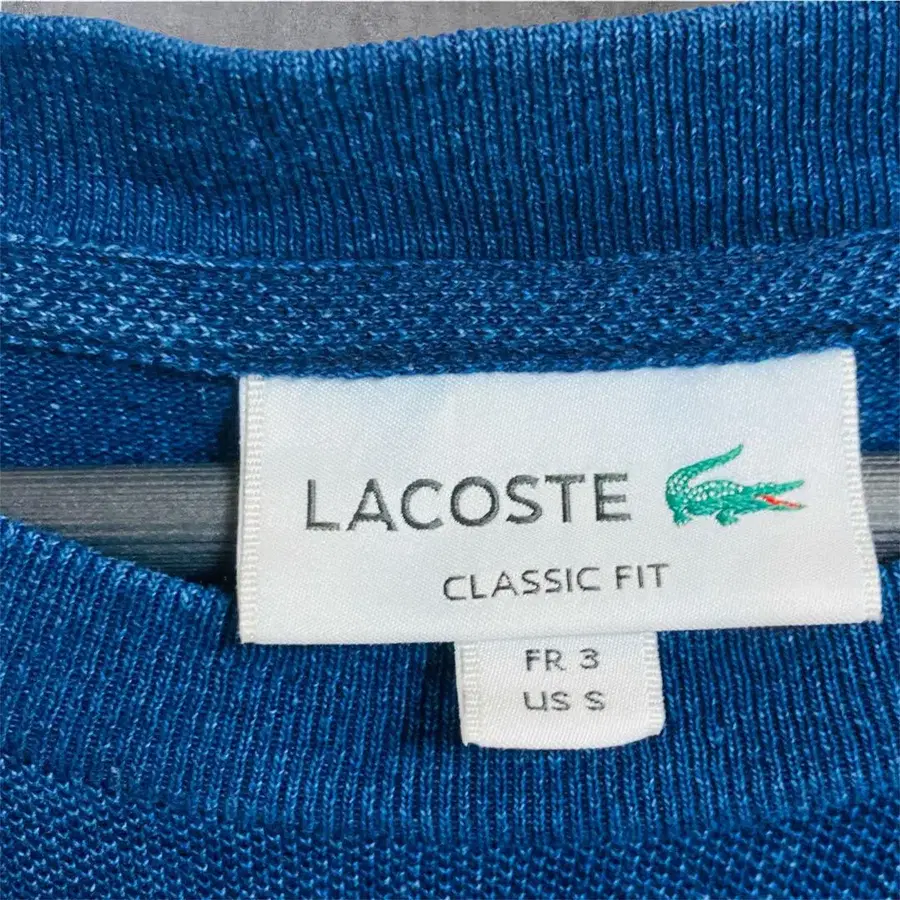 LACOSTE
CLASSIC FIT
FR 3
US S